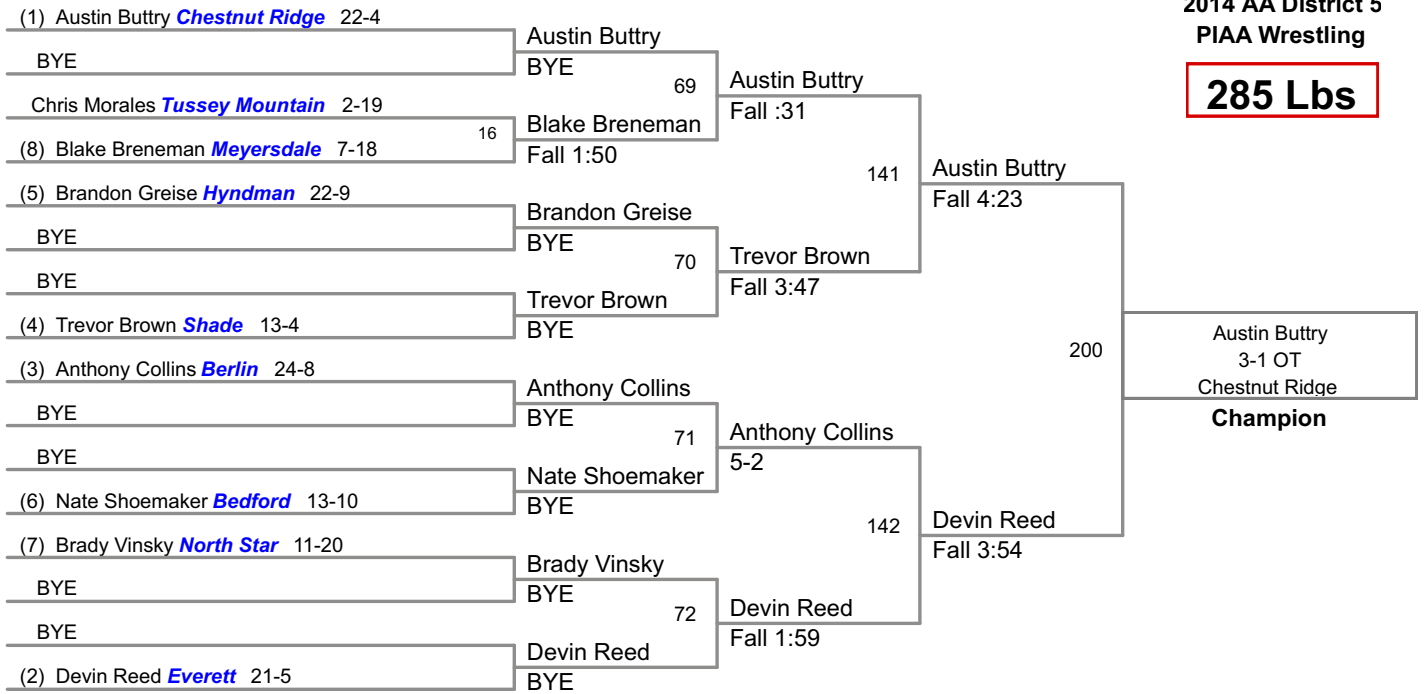 2014 AA District 5
PIAA Wrestling
285 Lbs
(1) Austin Buttry Chestnut Ridge 22-4
BYE
Chris Morales Tussey Mountain 2-19
(8) Blake Breneman Meyersdale 7-18
(5) Brandon Greise Hyndman 22-9
BYE
BYE
(4) Trevor Brown Shade 13-4
(3) Anthony Collins Berlin 24-8
BYE
BYE
(6) Nate Shoemaker Bedford 13-10
(7) Brady Vinsky North Star 11-20
BYE
BYE
(2) Devin Reed Everett 21-5
16
Austin Buttry
BYE
Blake Breneman
Fall 1:50
Brandon Greise
BYE
Trevor Brown
BYE
Anthony Collins
BYE
Nate Shoemaker
BYE
Brady Vinsky
BYE
Devin Reed
BYE
69
70
71
72
Austin Buttry
Fall :31
Trevor Brown
Fall 3:47
Anthony Collins
5-2
Devin Reed
Fall 1:59
141
142
Austin Buttry
Fall 4:23
Devin Reed
Fall 3:54
200
Austin Buttry
3-1 OT
Chestnut Ridge
Champion